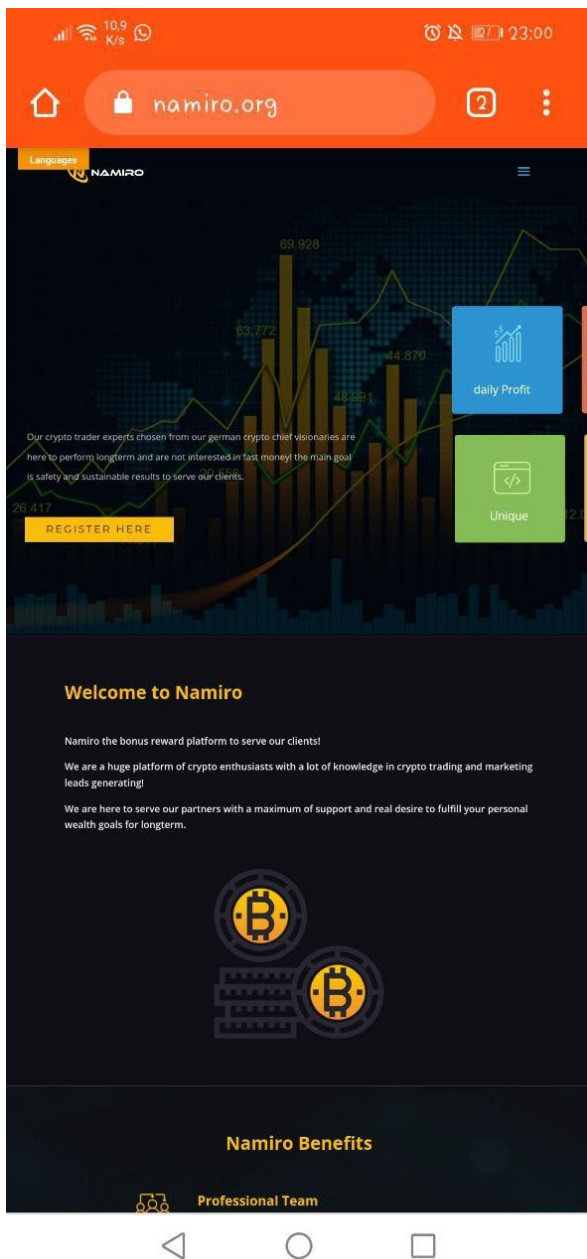 10,9
K/s
87
23:00
namiro.org
2
Languages
NAMIRO
69,928
63,772
44,870
48,991
daily Profit
Our crypto trader experts chosen from our german crypto chief visionaries are
here to perform longterm and are not interested in fast money! the main goal
is safety and sustainable results to serve our clients.
26,417
REGISTER HERE
Unique
Welcome to Namiro
Namiro the bonus reward platform to serve our clients!
We are a huge platform of crypto enthusiasts with a lot of knowledge in crypto trading and marketing
leads generating!
We are here to serve our partners with a maximum of support and real desire to fulfill your personal
wealth goals for longterm.
Namiro Benefits
Professional Team